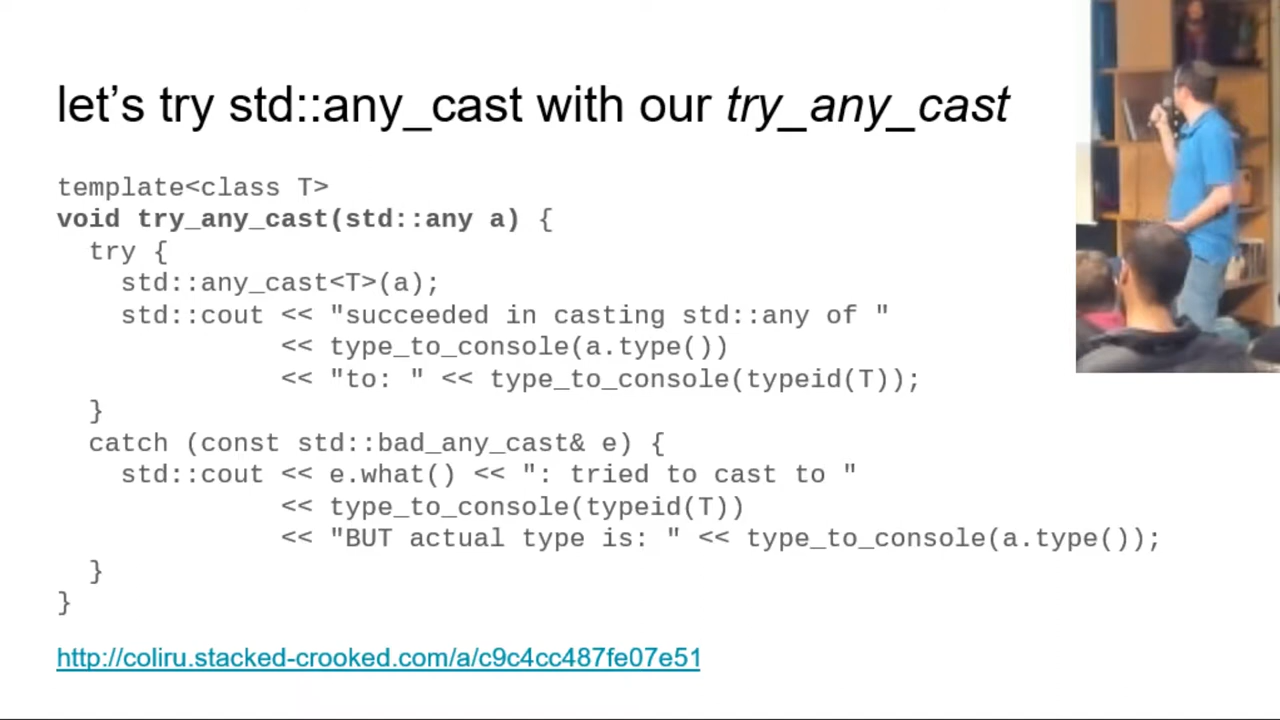 let’s try std::any_cast with our try_any_cast
template<class T>
void try_any_cast(std::any a) {
  try {
    std::any_cast<T>(a);
    std::cout << "succeeded in casting std::any of "
              << type_to_console(a.type())
              << "to: " << type_to_console(typeid(T));
  }
  catch (const std::bad_any_cast& e) {
    std::cout << e.what() << ": tried to cast to "
              << type_to_console(typeid(T))
              << "BUT actual type is: " << type_to_console(a.type());
  }
}
http://coliru.stacked-crooked.com/a/c9c4cc487fe07e51